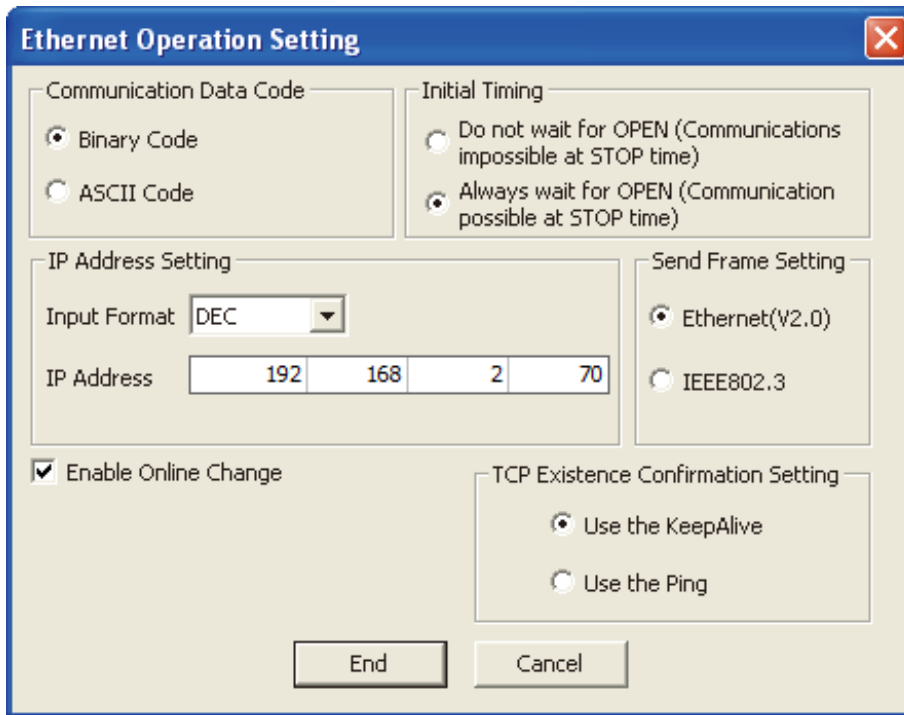 Ethernet Operation Setting
Communication Data Code
Binary Code
ASCII Code
Initial Timing
Do not wait for OPEN (Communications
impossible at STOP time)
Always wait for OPEN (Communication
possible at STOP time)
IP Address Setting
Input Format DEC
IP Address 192 168 2 70
Send Frame Setting
Ethernet(V2.0)
IEEE802.3
Enable Online Change
TCP Existence Confirmation Setting
Use the KeepAlive
Use the Ping
End
Cancel